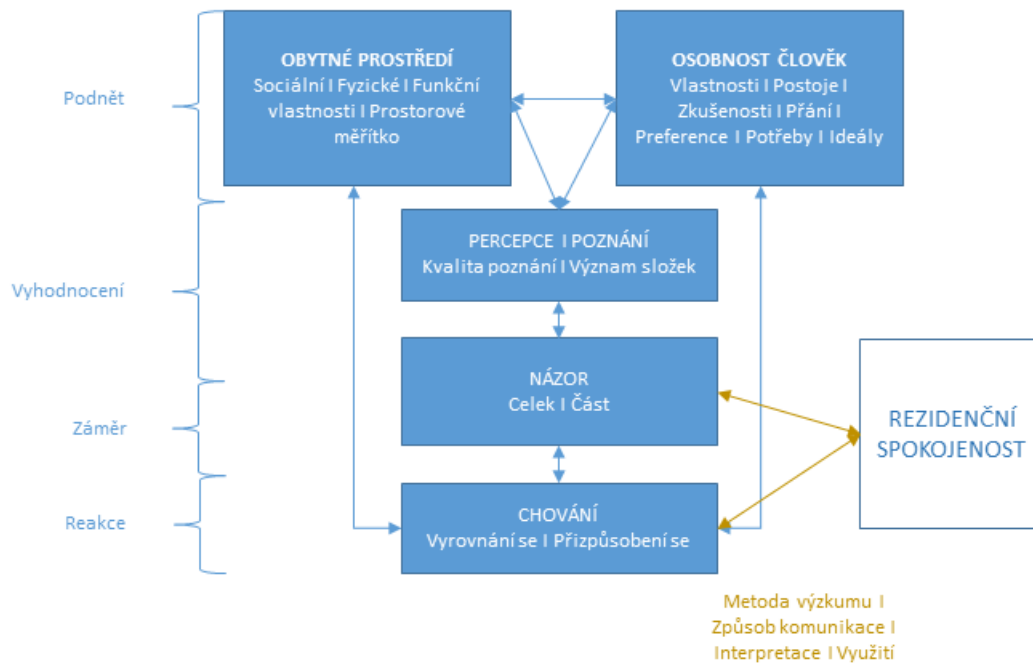 Podnět
OBYTNÉ PROSTŘEDÍ
Sociální I Fyzické I Funkční
vlastnosti I Prostorové
měřítko
OSOBNOST ČLOVĚK
Vlastnosti I Postoje I
Zkušenosti I Přání I
Preference I Potřeby I Ideály
Vyhodnocení
PERCEPCE I POZNÁNÍ
Kvalita poznání I Význam složek
NÁZOR
Celek I Část
Záměr
REZIDENČNÍ
SPOKOJENOST
Reakce
CHOVÁNÍ
Vyrovnání se I Přizpůsobení se
Metoda výzkumu I
Způsob komunikace I
Interpretace I Využití